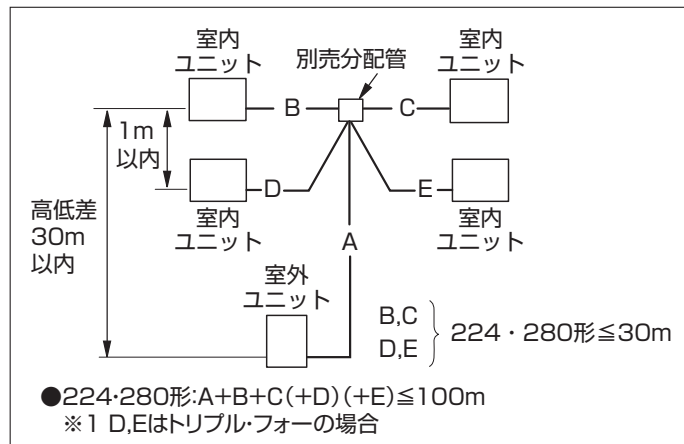 室内
ユニット
別売分配管
室内
ユニット
B
C
1m
以内
D
E
高低差
30m
以内
室内
ユニット
室内
ユニット
A
室外
ユニット
B,C
D,E
224・280形≦30m
●224・280形:A+B+C(+D)(+E)≦100m
※1 D,Eはトリプル・フォーの場合